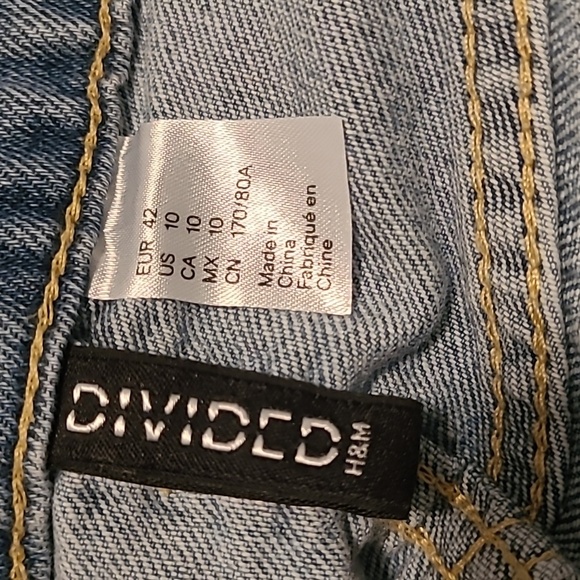 EUR 42
US 10
CA 10
MX 10
CN 170/80A
Made in
China
Fabriqué en
Chine
DIVIDED
H&M